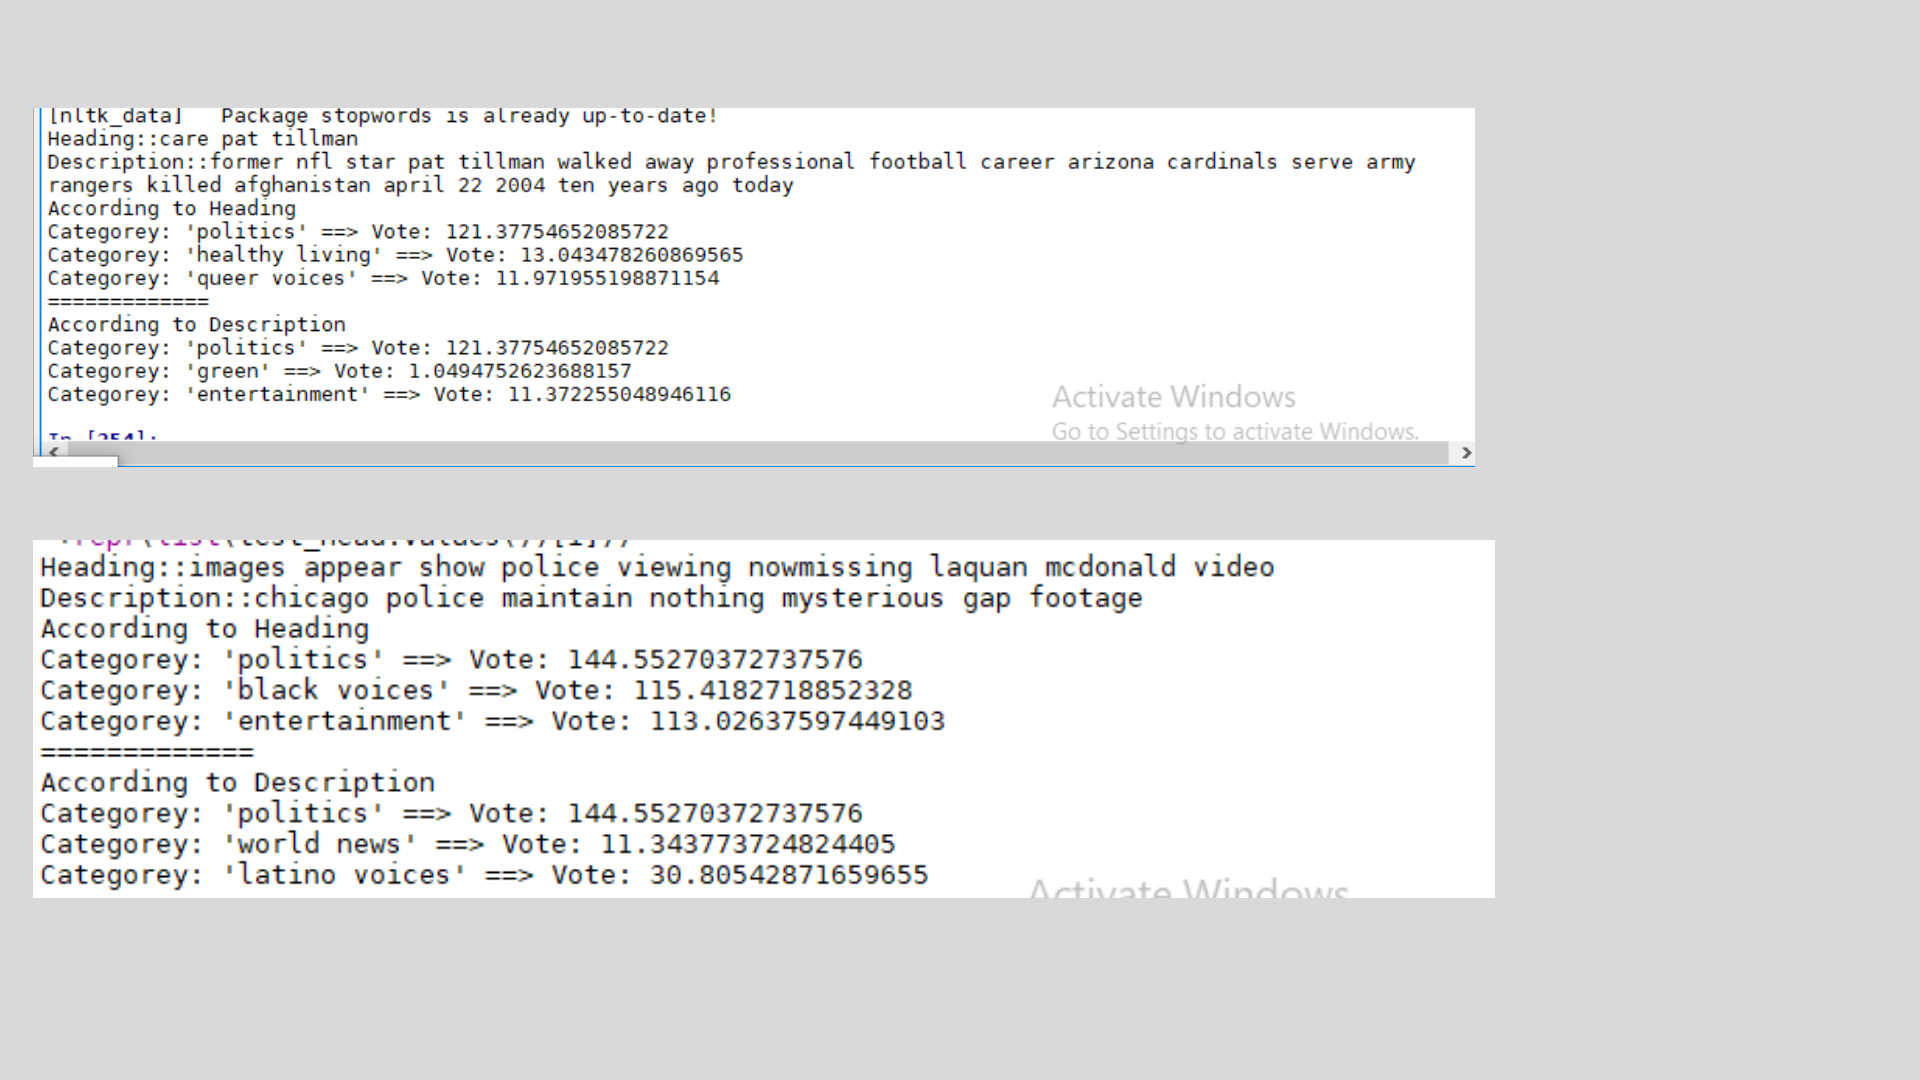 [nltk_data]   Package stopwords is already up-to-date!
Heading::care pat tillman
Description::former nfl star pat tillman walked away professional football career arizona cardinals serve army
rangers killed afghanistan april 22 2004 ten years ago today
According to Heading
Categorey: 'politics' ==> Vote: 121.37754652085722
Categorey: 'healthy living' ==> Vote: 13.043478260869565
Categorey: 'queer voices' ==> Vote: 11.971955198871154
=============
According to Description
Categorey: 'politics' ==> Vote: 121.37754652085722
Categorey: 'green' ==> Vote: 1.0494752623688157
Categorey: 'entertainment' ==> Vote: 11.372255048946116
Activate Windows
Go to Settings to activate Windows.
In [254]:
Heading::images appear show police viewing nowmissing laquan mcdonald video
Description::chicago police maintain nothing mysterious gap footage
According to Heading
Categorey: 'politics' ==> Vote: 144.55270372737576
Categorey: 'black voices' ==> Vote: 115.4182718852328
Categorey: 'entertainment' ==> Vote: 113.02637597449103
=============
According to Description
Categorey: 'politics' ==> Vote: 144.55270372737576
Categorey: 'world news' ==> Vote: 11.343773724824405
Categorey: 'latino voices' ==> Vote: 30.80542871659655
Activate Windows